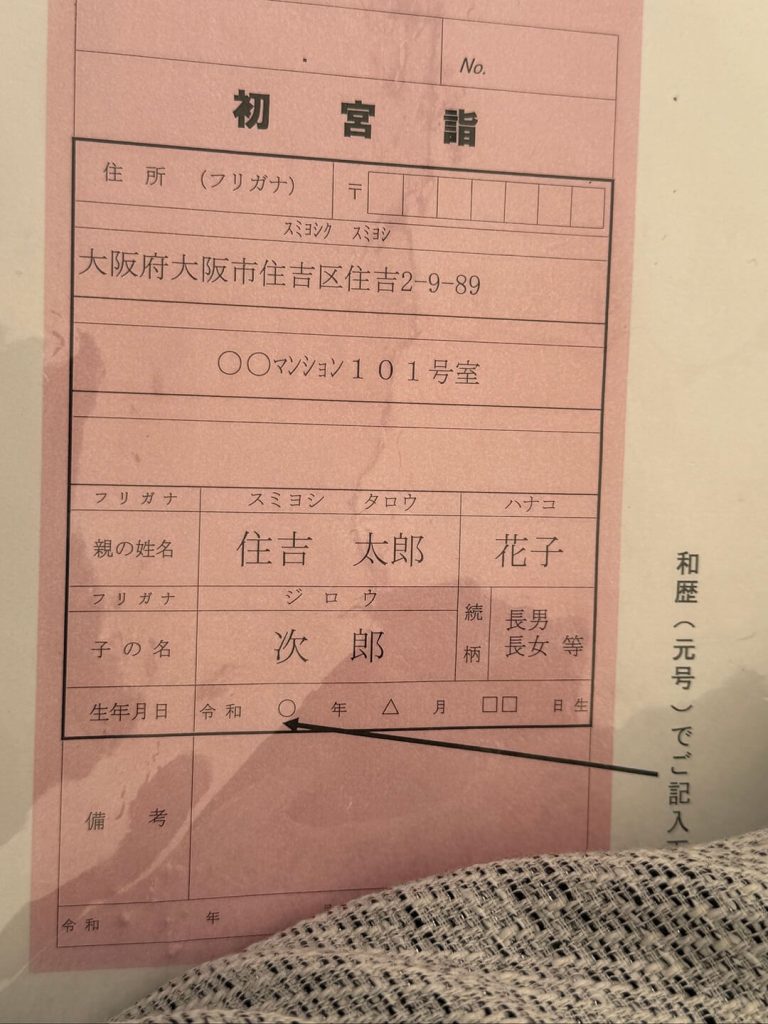 No.
初宮詣
住所 (フリガナ) 〒
ｽﾐﾖｼｸ ｽﾐﾖｼ
大阪府大阪市住吉区住吉2-9-89
〇〇ﾏﾝｼｮﾝ１０１号室
フリガナ スミヨシ タロウ ハナコ
親の姓名 住吉 太郎 花子
フリガナ ジロウ
子の名 次郎 続柄 長男
長女 等
生年月日 令和 〇 年 △ 月 □□ 日生
備考
令和 年
和歴(元号)でご記入